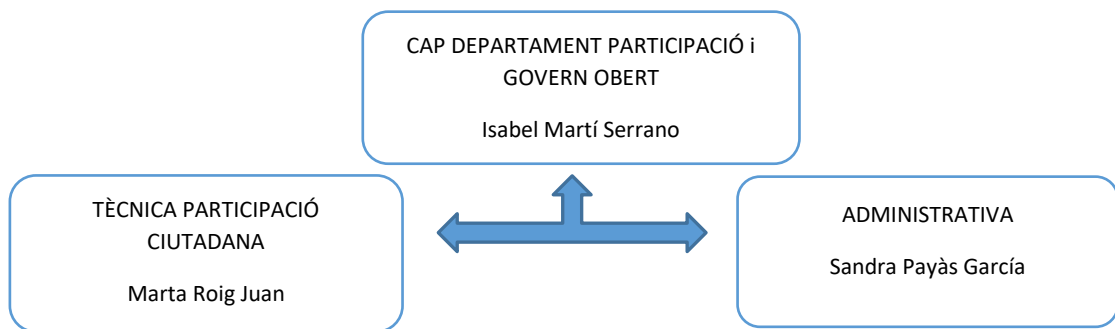 CAP DEPARTAMENT PARTICIPACIÓ i
GOVERN OBERT
Isabel Martí Serrano
TÈCNICA PARTICIPACIÓ
CIUTADANA
Marta Roig Juan
ADMINISTRATIVA
Sandra Payàs García